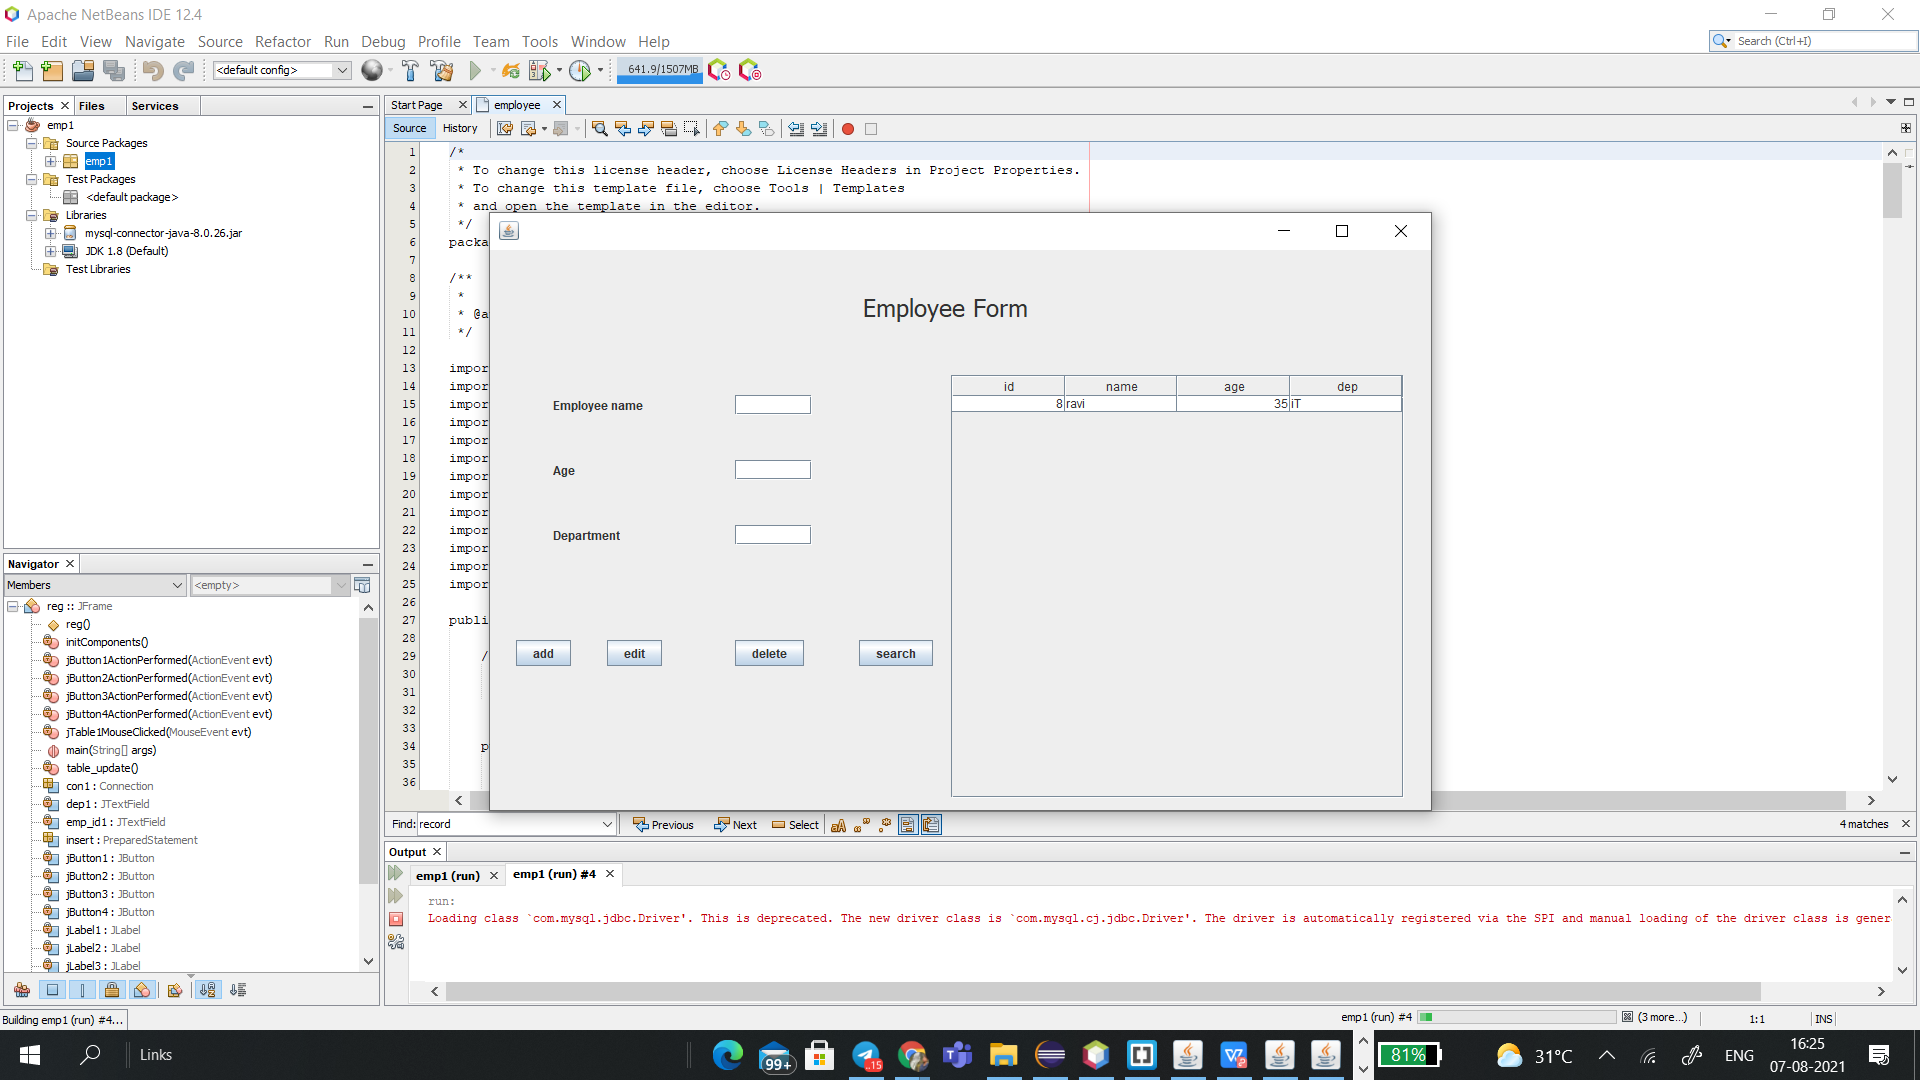 Apache NetBeans IDE 12.4
File Edit View Navigate Source Refactor Run Debug Profile Team Tools Window Help
Search (Ctrl+I)
<default config>
641.9/1507MB
Projects Files Services
emp1
Source Packages
emp1
Test Packages
<default package>
Libraries
mysql-connector-java-8.0.26.jar
JDK 1.8 (Default)
Test Libraries
Start Page employee
Source History
1 /*
2 * To change this license header, choose License Headers in Project Properties.
3 * To change this template file, choose Tools | Templates
4 * and open the template in the editor.
5 */
6 packa
7
8 /**
9 *
10 * @a
11 */
12
13 impor
14 impor
15 impor
16 impor
17 impor
18 impor
19 impor
20 impor
21 impor
22 impor
23 impor
24 impor
25 impor
26
27 publi
28
29 /
30
31
32
33
34 p
35
36
Employee Form
Employee name
Age
Department
add edit delete search
id name age dep
8 ravi 35 iT
Find: record Previous Next Select 4 matches
Navigator
Members <empty>
reg :: JFrame
reg()
initComponents()
jButton1ActionPerformed(ActionEvent evt)
jButton2ActionPerformed(ActionEvent evt)
jButton3ActionPerformed(ActionEvent evt)
jButton4ActionPerformed(ActionEvent evt)
jTable1MouseClicked(MouseEvent evt)
main(String[] args)
table_update()
con1 : Connection
dep1 : JTextField
emp_id1 : JTextField
insert : PreparedStatement
jButton1 : JButton
jButton2 : JButton
jButton3 : JButton
jButton4 : JButton
jLabel1 : JLabel
jLabel2 : JLabel
jLabel3 : JLabel
Output
emp1 (run) emp1 (run) #4
run:
Loading class `com.mysql.jdbc.Driver'. This is deprecated. The new driver class is `com.mysql.cj.jdbc.Driver'. The driver is automatically registered via the SPI and manual loading of the driver class is gener
Building emp1 (run) #4...
emp1 (run) #4 (3 more...) 1:1 INS
Links
99+
..15
81%
31°C
ENG
16:25
07-08-2021